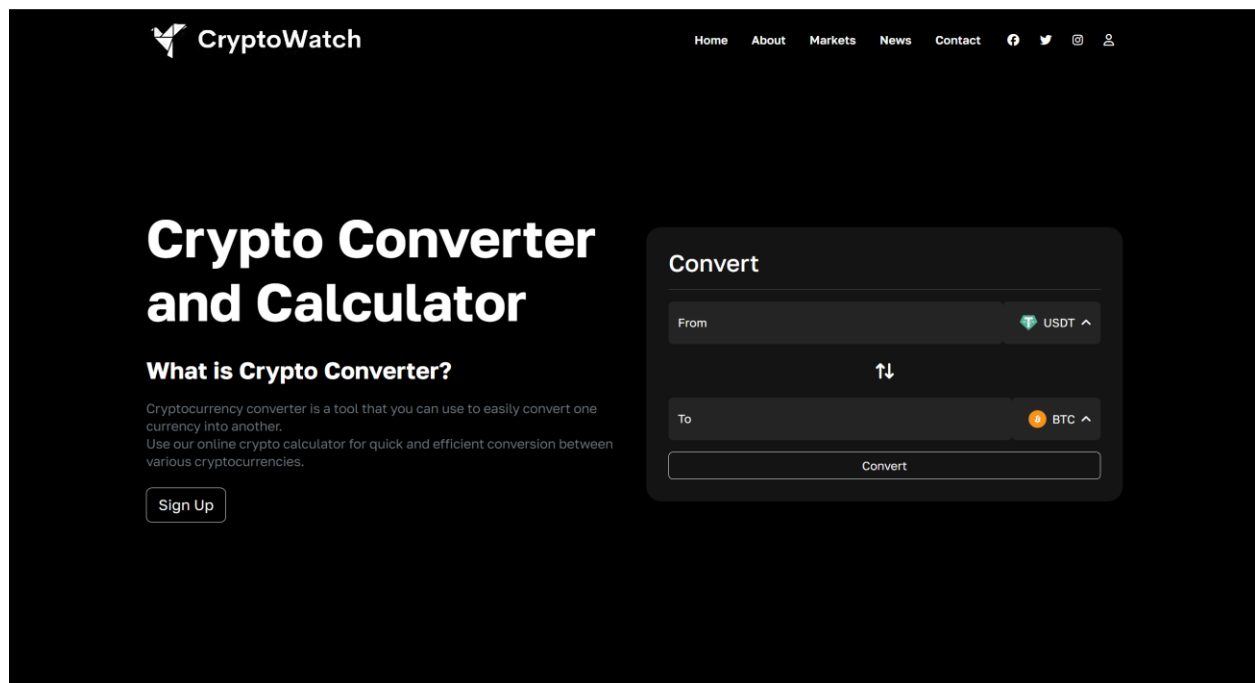 CryptoWatch
Home About Markets News Contact
Crypto Converter
and Calculator
What is Crypto Converter?
Cryptocurrency converter is a tool that you can use to easily convert one
currency into another.
Use our online crypto calculator for quick and efficient conversion between
various cryptocurrencies.
Sign Up
Convert
From USDT
To BTC
Convert